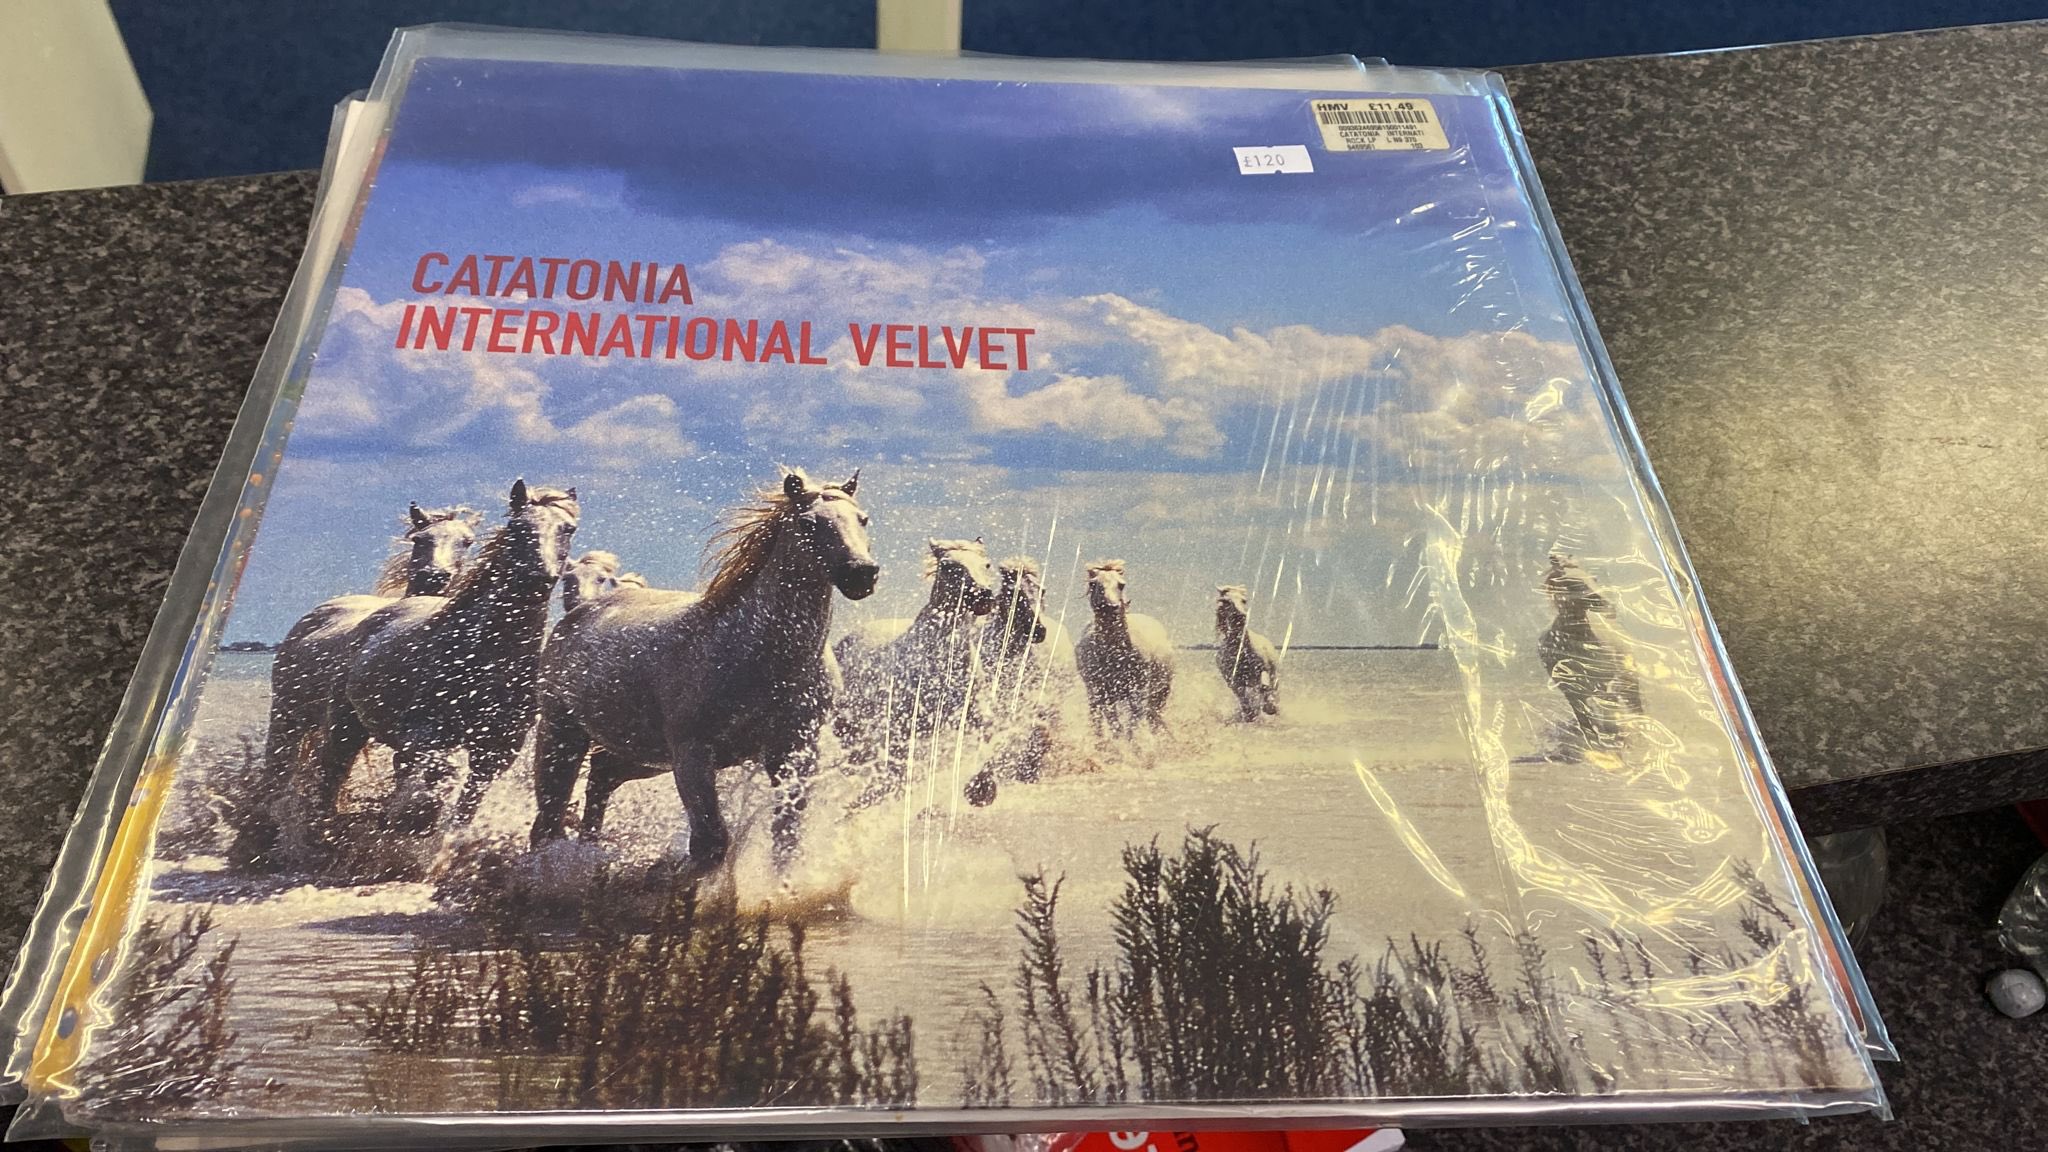 HMV £11.49
CATATONIA INTERNATI
ROCK LP
£120
CATATONIA
INTERNATIONAL VELVET